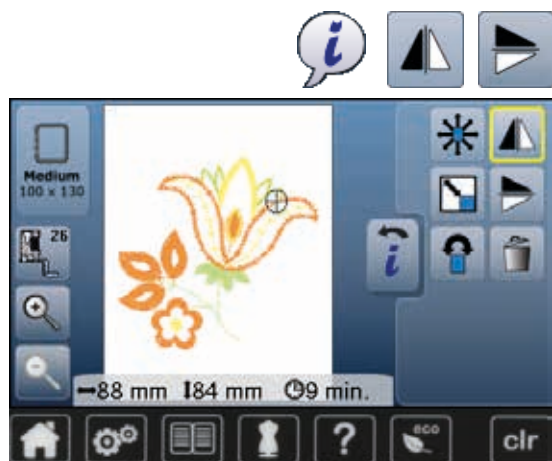 i
Medium
100 x 130
26
i
88 mm 84 mm 9 min.
? eco clr